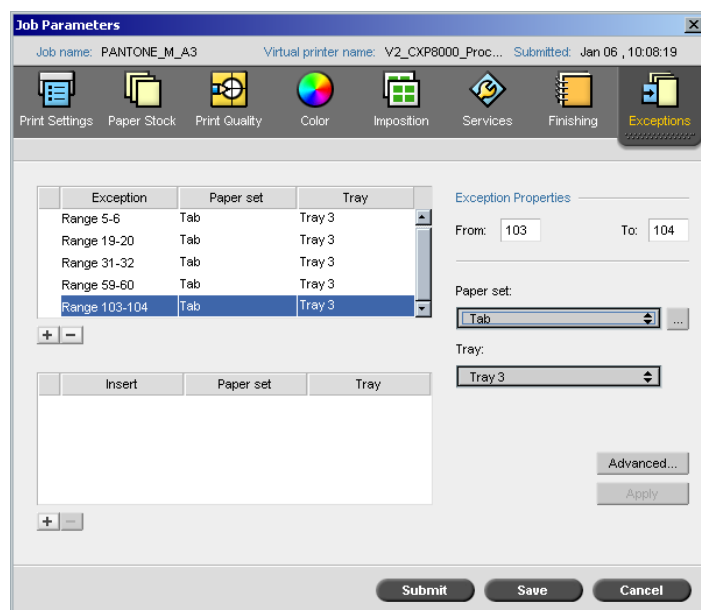 Job Parameters
Job name: PANTONE_M_A3 Virtual printer name: V2_CXP8000_Proc... Submitted: Jan 06 , 10:08:19
Print Settings Paper Stock Print Quality Color Imposition Services Finishing Exceptions
Exception Paper set Tray
Range 5-6 Tab Tray 3
Range 19-20 Tab Tray 3
Range 31-32 Tab Tray 3
Range 59-60 Tab Tray 3
Range 103-104 Tab Tray 3
+ −
Insert Paper set Tray
+ −
Exception Properties
From: 103 To: 104
Paper set:
Tab ...
Tray:
Tray 3
Advanced...
Apply
Submit Save Cancel